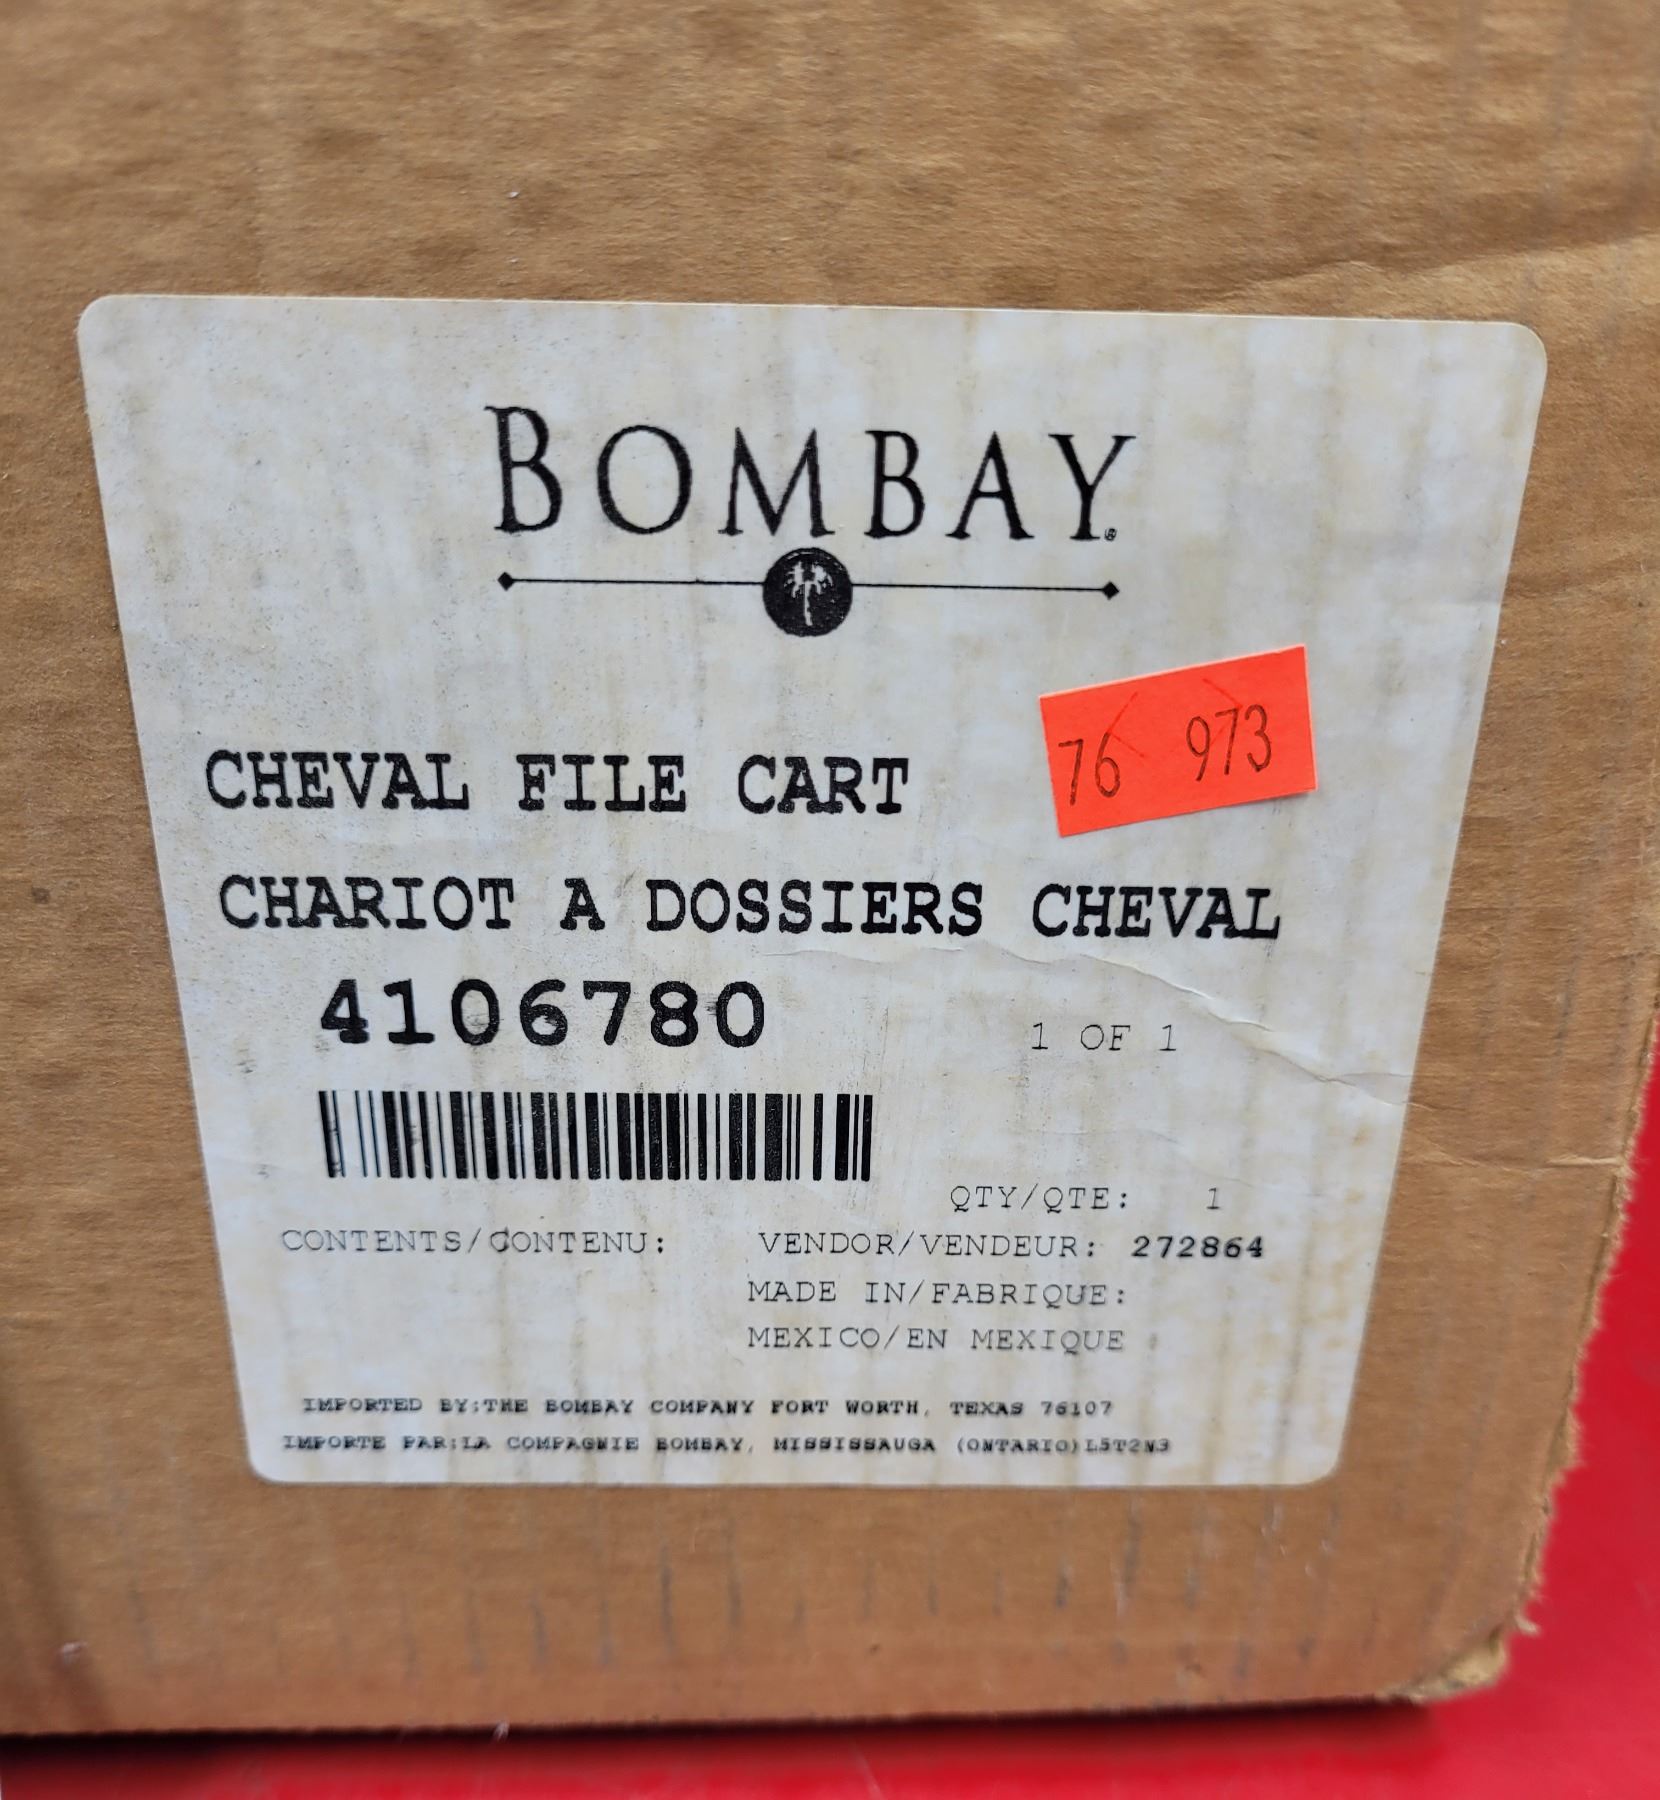 BOMBAY®
76 973
CHEVAL FILE CART
CHARIOT A DOSSIERS CHEVAL
4106780
1 OF 1
QTY/QTE: 1
CONTENTS/CONTENU:
VENDOR/VENDEUR: 272864
MADE IN/FABRIQUE:
MEXICO/EN MEXIQUE
IMPORTED BY:THE BOMBAY COMPANY FORT WORTH, TEXAS 76107
IMPORTE PAR:LA COMPAGNIE BOMBAY, MISSISSAUGA (ONTARIO)L5T2N3